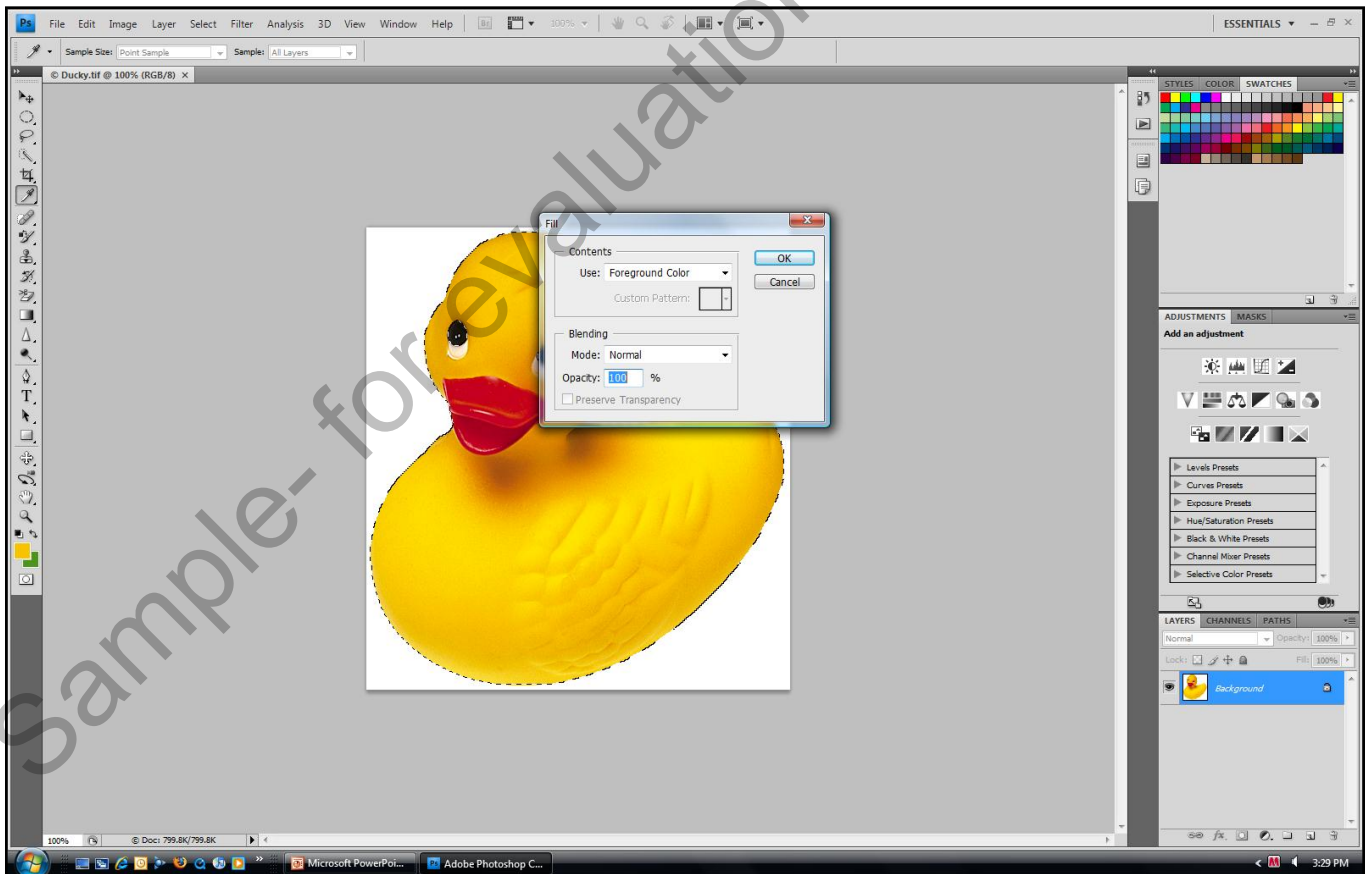 Ps File Edit Image Layer Select Filter Analysis 3D View Window Help Br 100% ESSENTIALS
Sample Size: Point Sample Sample: All Layers
© Ducky.tif @ 100% (RGB/8) ×
STYLES COLOR SWATCHES
Fill
Contents
Use: Foreground Color
Custom Pattern:
OK
Cancel
Blending
Mode: Normal
Opacity: 100 %
Preserve Transparency
ADJUSTMENTS MASKS
Add an adjustment
Levels Presets
Curves Presets
Exposure Presets
Hue/Saturation Presets
Black & White Presets
Channel Mixer Presets
Selective Color Presets
LAYERS CHANNELS PATHS
Normal Opacity: 100%
Lock: Fill: 100%
Background
100% © Doc: 799.8K/799.8K
Microsoft PowerPoi... Ps Adobe Photoshop C... 3:29 PM
Sample- for evaluation